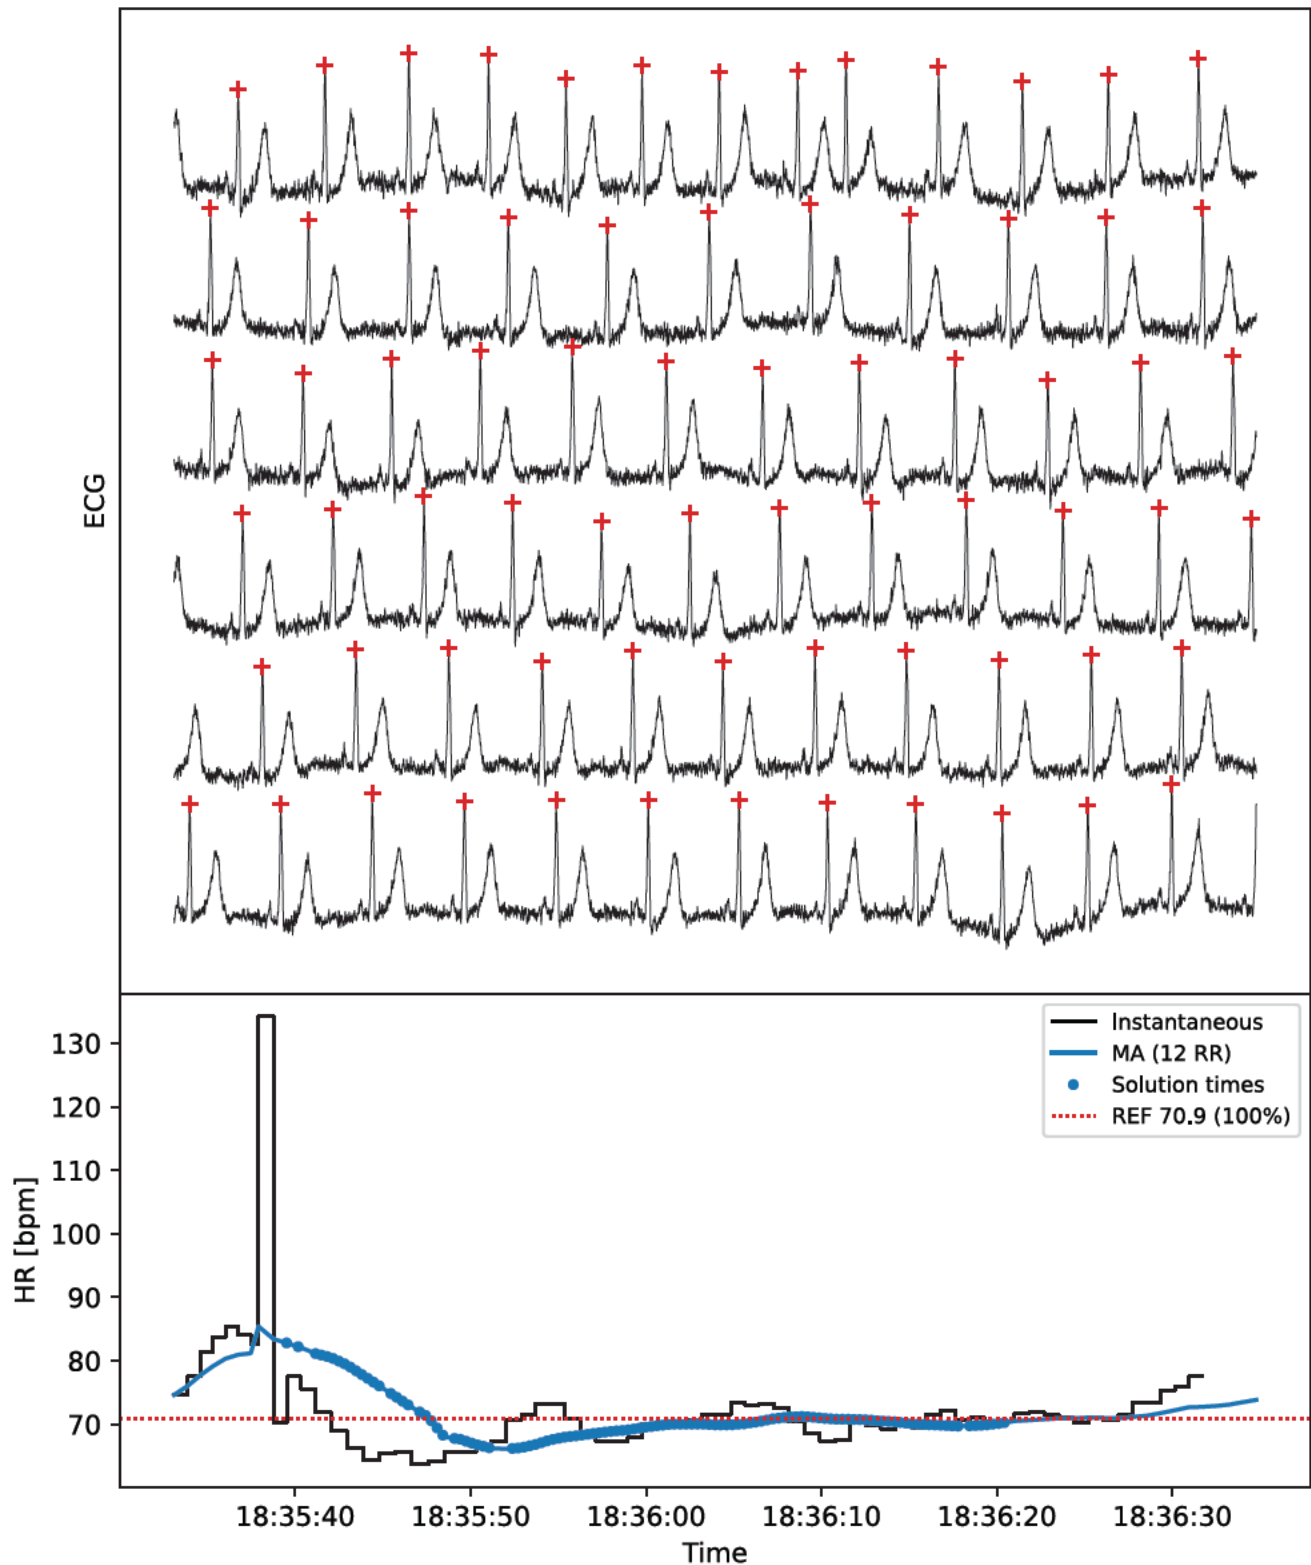 ECG
Instantaneous
MA (12 RR)
Solution times
REF 70.9 (100%)
HR [bpm]
130
120
110
100
90
80
70
18:35:40 18:35:50 18:36:00 18:36:10 18:36:20 18:36:30
Time